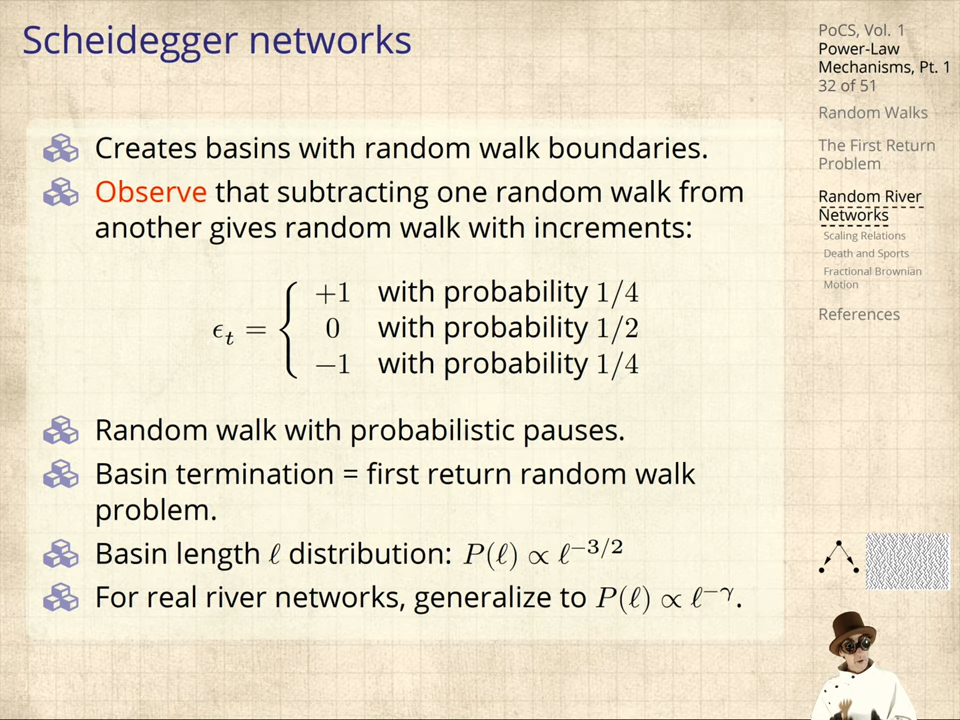 Scheidegger networks
Creates basins with random walk boundaries.
Observe that subtracting one random walk from
another gives random walk with increments:
+1 with probability 1/4
ϵ_t = { 0 with probability 1/2
−1 with probability 1/4
Random walk with probabilistic pauses.
Basin termination = first return random walk
problem.
Basin length ℓ distribution: P(ℓ) ∝ ℓ^{−3/2}
For real river networks, generalize to P(ℓ) ∝ ℓ^{−γ}.
PoCS, Vol. 1
Power-Law
Mechanisms, Pt. 1
32 of 51
Random Walks
The First Return
Problem
Random River
Networks
Scaling Relations
Death and Sports
Fractional Brownian
Motion
References